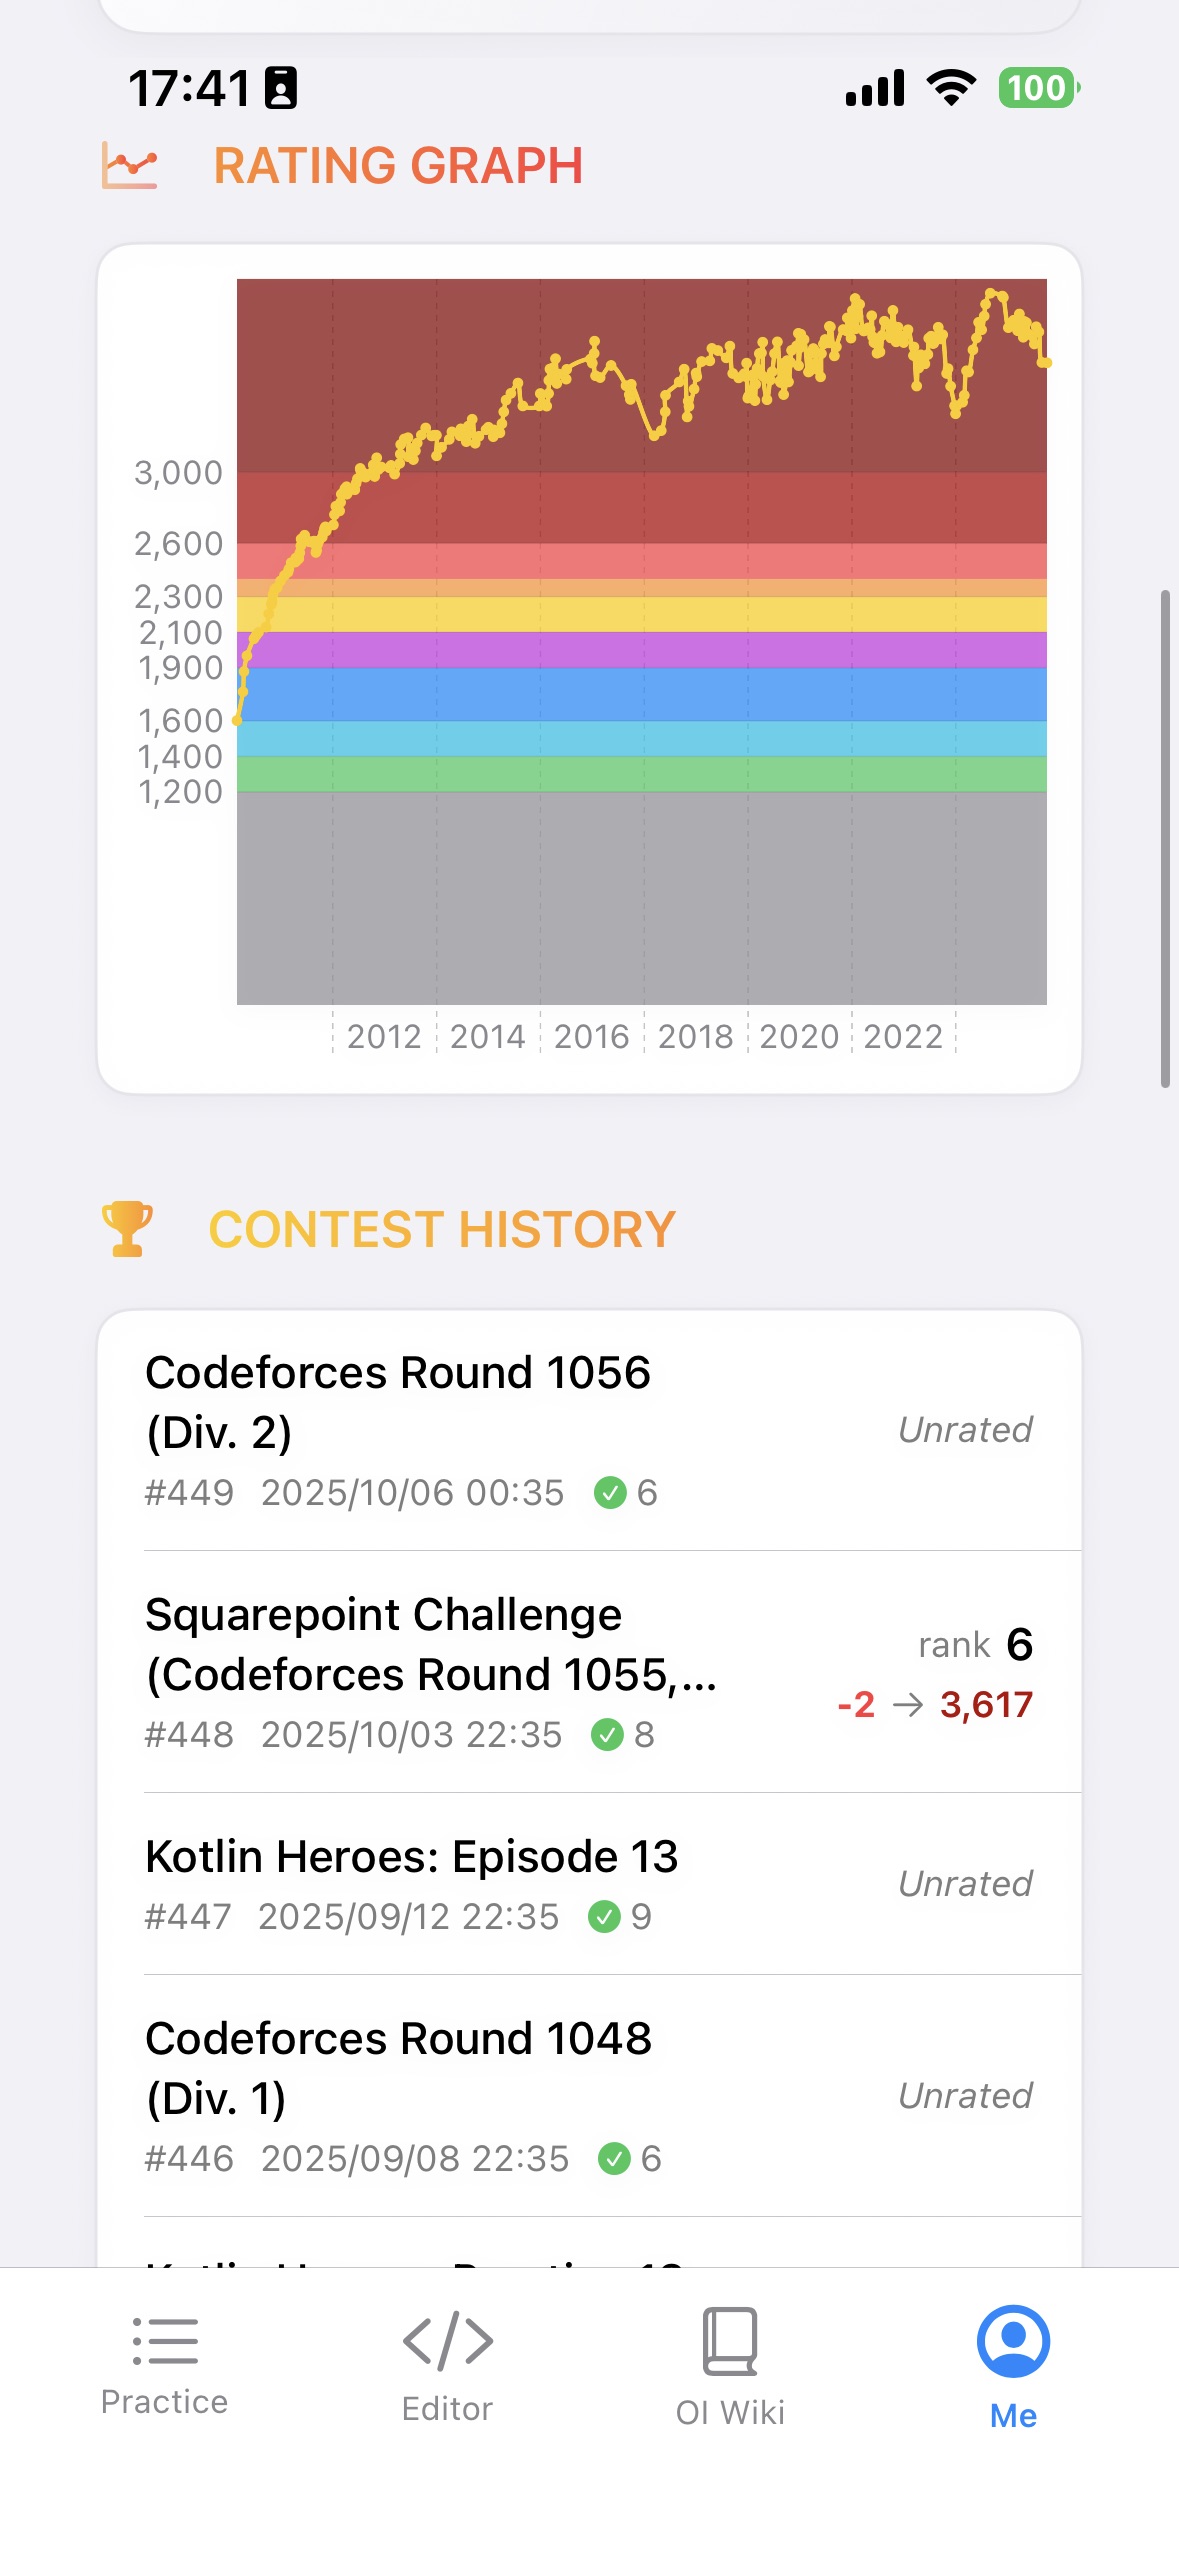 17:41
100
RATING GRAPH
3,000
2,600
2,300
2,100
1,900
1,600
1,400
1,200
2012 2014 2016 2018 2020 2022
CONTEST HISTORY
Codeforces Round 1056
(Div. 2)
Unrated
#449 2025/10/06 00:35 6
Squarepoint Challenge
(Codeforces Round 1055,...
rank 6
-2 → 3,617
#448 2025/10/03 22:35 8
Kotlin Heroes: Episode 13
Unrated
#447 2025/09/12 22:35 9
Codeforces Round 1048
(Div. 1)
Unrated
#446 2025/09/08 22:35 6
Practice
Editor
OI Wiki
Me